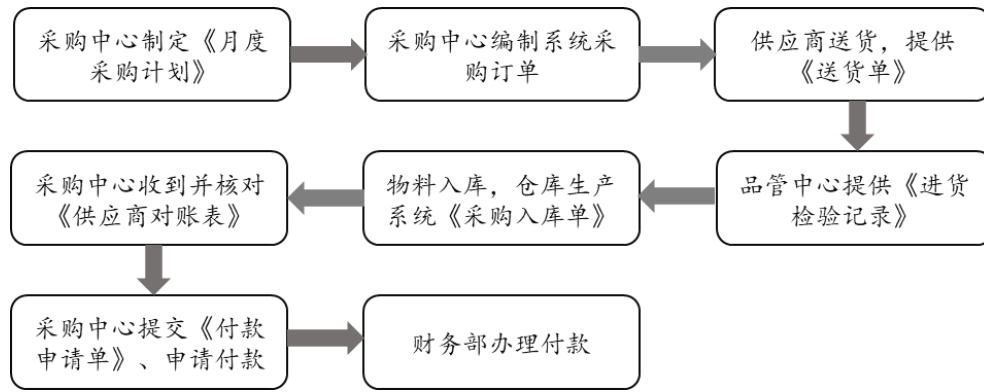 采购中心制定《月度
采购计划》
采购中心编制系统采
购订单
供应商送货，提供
《送货单》
品管中心提供《进货
检验记录》
物料入库，仓库生产
系统《采购入库单》
采购中心收到并核对
《供应商对账表》
采购中心提交《付款
申请单》、申请付款
财务部办理付款